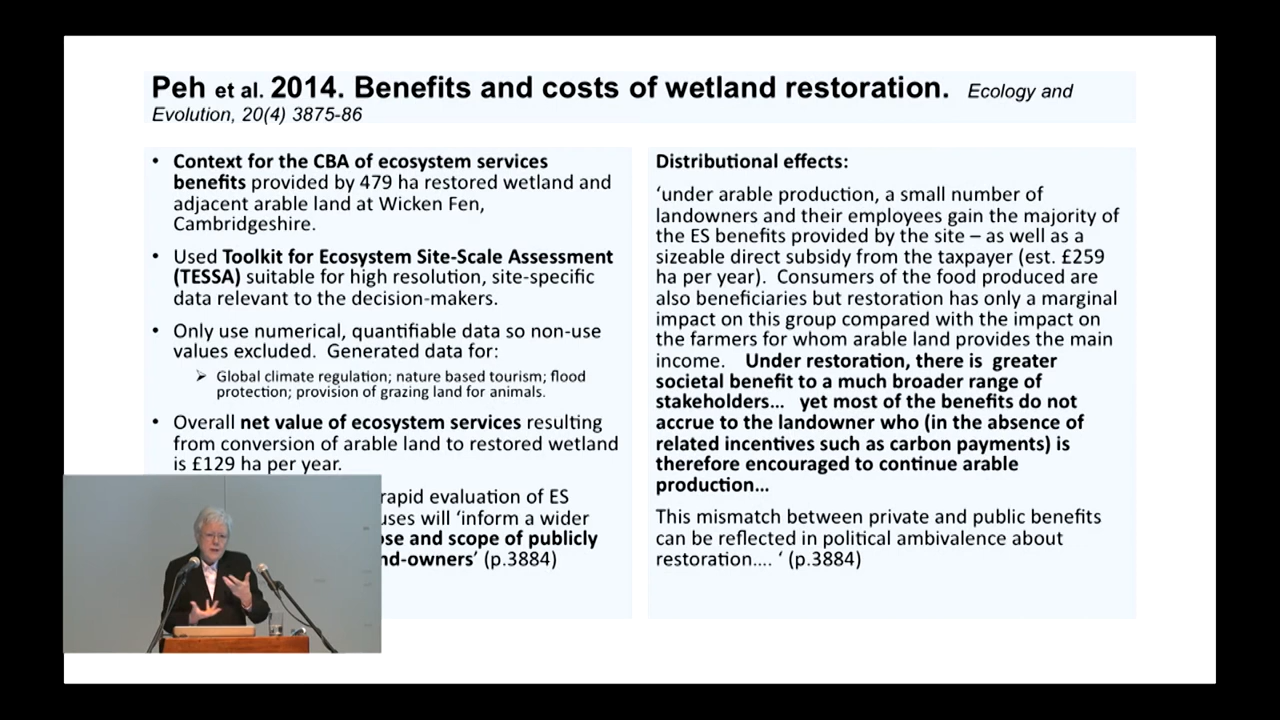 Peh et al. 2014. Benefits and costs of wetland restoration. Ecology and
Evolution, 20(4) 3875-86
• Context for the CBA of ecosystem services
benefits provided by 479 ha restored wetland and
adjacent arable land at Wicken Fen,
Cambridgeshire.
• Used Toolkit for Ecosystem Site-Scale Assessment
(TESSA) suitable for high resolution, site-specific
data relevant to the decision-makers.
• Only use numerical, quantifiable data so non-use
values excluded. Generated data for:
➢ Global climate regulation; nature based tourism; flood
protection; provision of grazing land for animals.
• Overall net value of ecosystem services resulting
from conversion of arable land to restored wetland
is £129 ha per year.
rapid evaluation of ES
uses will ‘inform a wider
and scope of publicly
’ (p.3884)
Distributional effects:
‘under arable production, a small number of
landowners and their employees gain the majority of
the ES benefits provided by the site – as well as a
sizeable direct subsidy from the taxpayer (est. £259
ha per year). Consumers of the food produced are
also beneficiaries but restoration has only a marginal
impact on this group compared with the impact on
the farmers for whom arable land provides the main
income. Under restoration, there is greater
societal benefit to a much broader range of
stakeholders… yet most of the benefits do not
accrue to the landowner who (in the absence of
related incentives such as carbon payments) is
therefore encouraged to continue arable
production…
This mismatch between private and public benefits
can be reflected in political ambivalence about
restoration…. ‘ (p.3884)